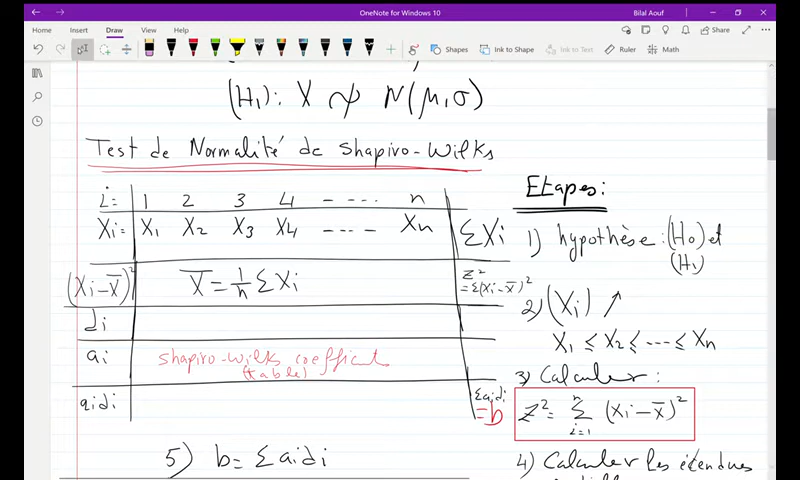 OneNote for Windows 10
Bilal Aouf
Home Insert Draw View Help
Share
Shapes Ink to Shape Ink to Text Ruler Math
(H1): X ≁ N(μ,σ)
Test de Normalité de Shapiro-Wilks
i= 1 2 3 4 - - ... n
Xi= X1 X2 X3 X4 - - - - Xn ΣXi
(Xi-X̄)² X̄ = 1/n ΣXi Z² = Σ(Xi-X̄)²
di
ai Shapiro-Wilks coefficient
(table)
aidi Σaidi = b
5) b = Σaidi
Etapes:
1) hypothèse: (H0) et
(H1)
2) (Xi) ↗
X1 ≤ X2 ≤ --- ≤ Xn
3) Calculer:
Z² = Σ(i=1, n) (Xi-X̄)²
4) Calculer les étendues